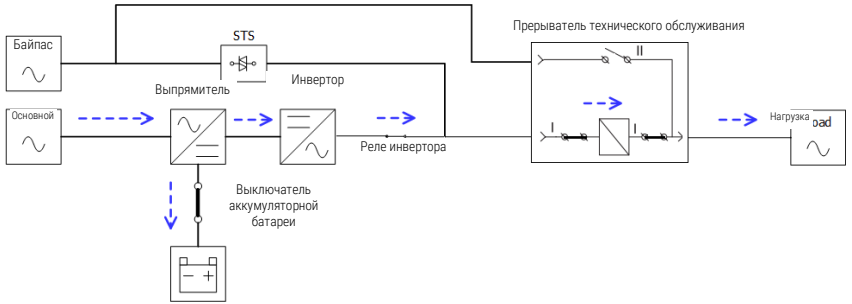 Прерыватель технического обслуживания
STS
Байпас
II
Выпрямитель
Инвертор
Основной
I
I
Нагрузка
oad
Реле инвертора
Выключатель
аккумуляторной
батареи
− +